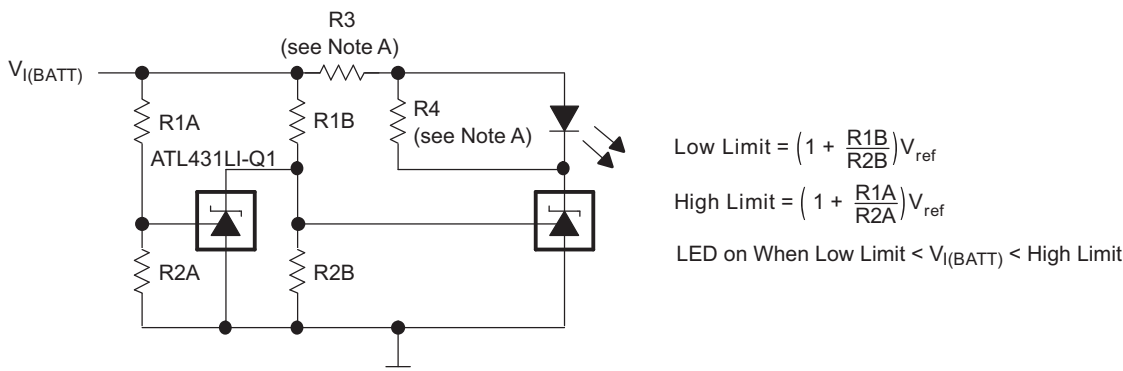 R3
(see Note A)
V_I(BATT)
R1A
R1B
R4
(see Note A)
ATL431LI-Q1
R2A
R2B
Low Limit = (1 + R1B/R2B)V_ref
High Limit = (1 + R1A/R2A)V_ref
LED on When Low Limit < V_I(BATT) < High Limit